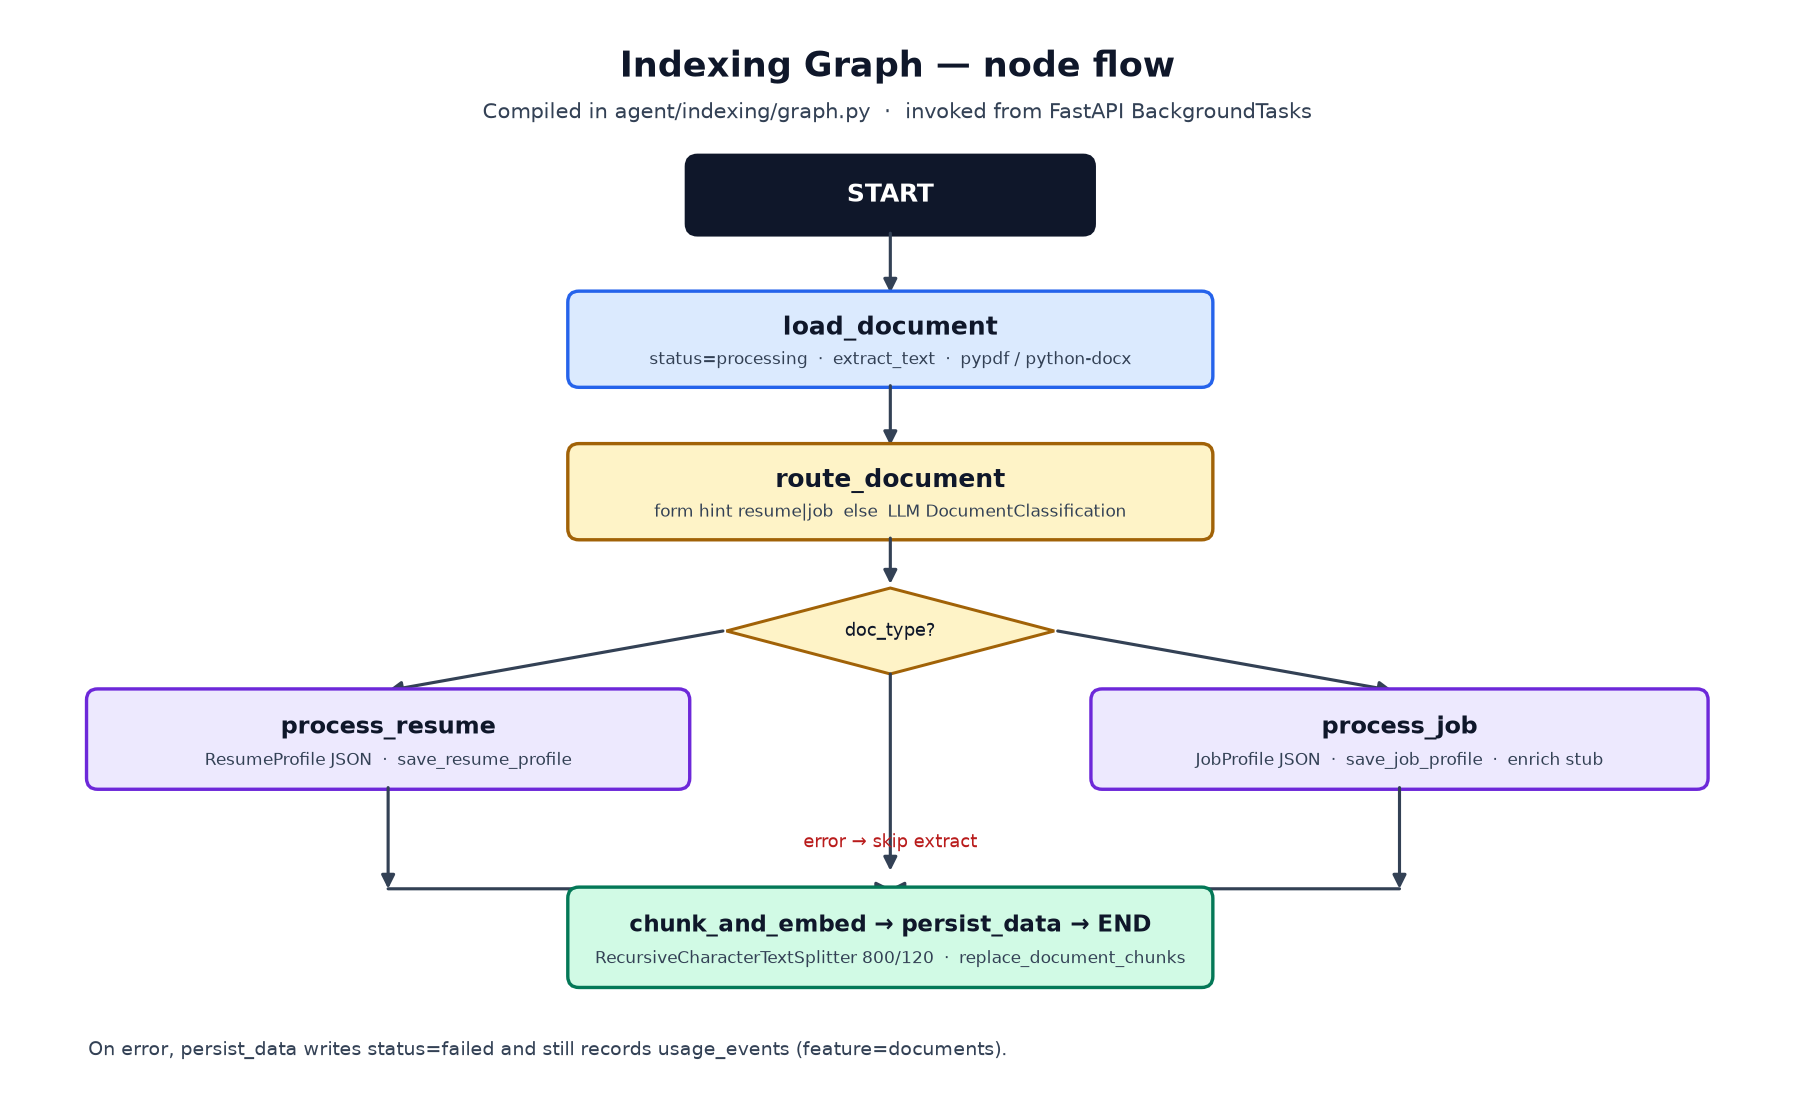 Indexing Graph — node flow
Compiled in agent/indexing/graph.py · invoked from FastAPI BackgroundTasks
START
load_document
status=processing · extract_text · pypdf / python-docx
route_document
form hint resume|job else LLM DocumentClassification
doc_type?
process_resume
ResumeProfile JSON · save_resume_profile
process_job
JobProfile JSON · save_job_profile · enrich stub
error → skip extract
chunk_and_embed → persist_data → END
RecursiveCharacterTextSplitter 800/120 · replace_document_chunks
On error, persist_data writes status=failed and still records usage_events (feature=documents).